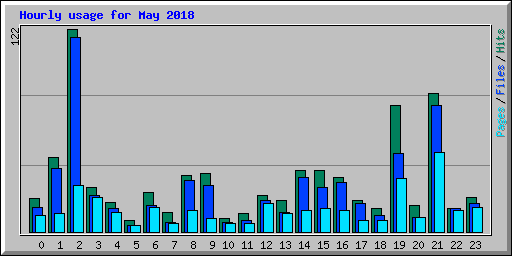 Hourly usage for May 2018
122
Pages/Files/Hits
0 1 2 3 4 5 6 7 8 9 10 11 12 13 14 15 16 17 18 19 20 21 22 23